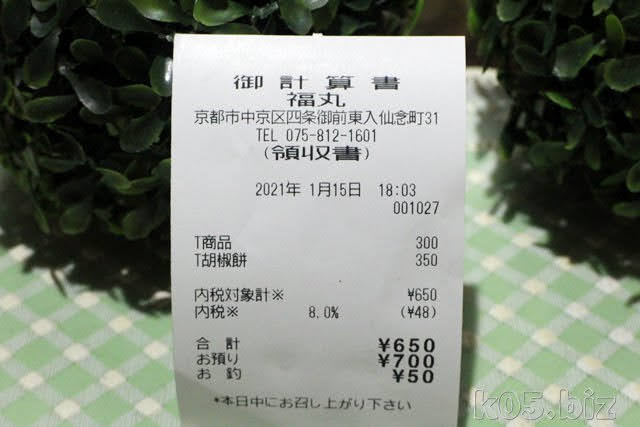 御計算書
福丸
京都市中京区四条御前東入仙念町31
TEL 075-812-1601
(領収書)
2021年 1月15日 18:03
001027
T商品 300
T胡椒餅 350
内税対象計※ ¥650
内税※ 8.0% (¥48)
合 計 ¥650
お預り ¥700
お 釣 ¥50
*本日中にお召し上がり下さい
k05.biz